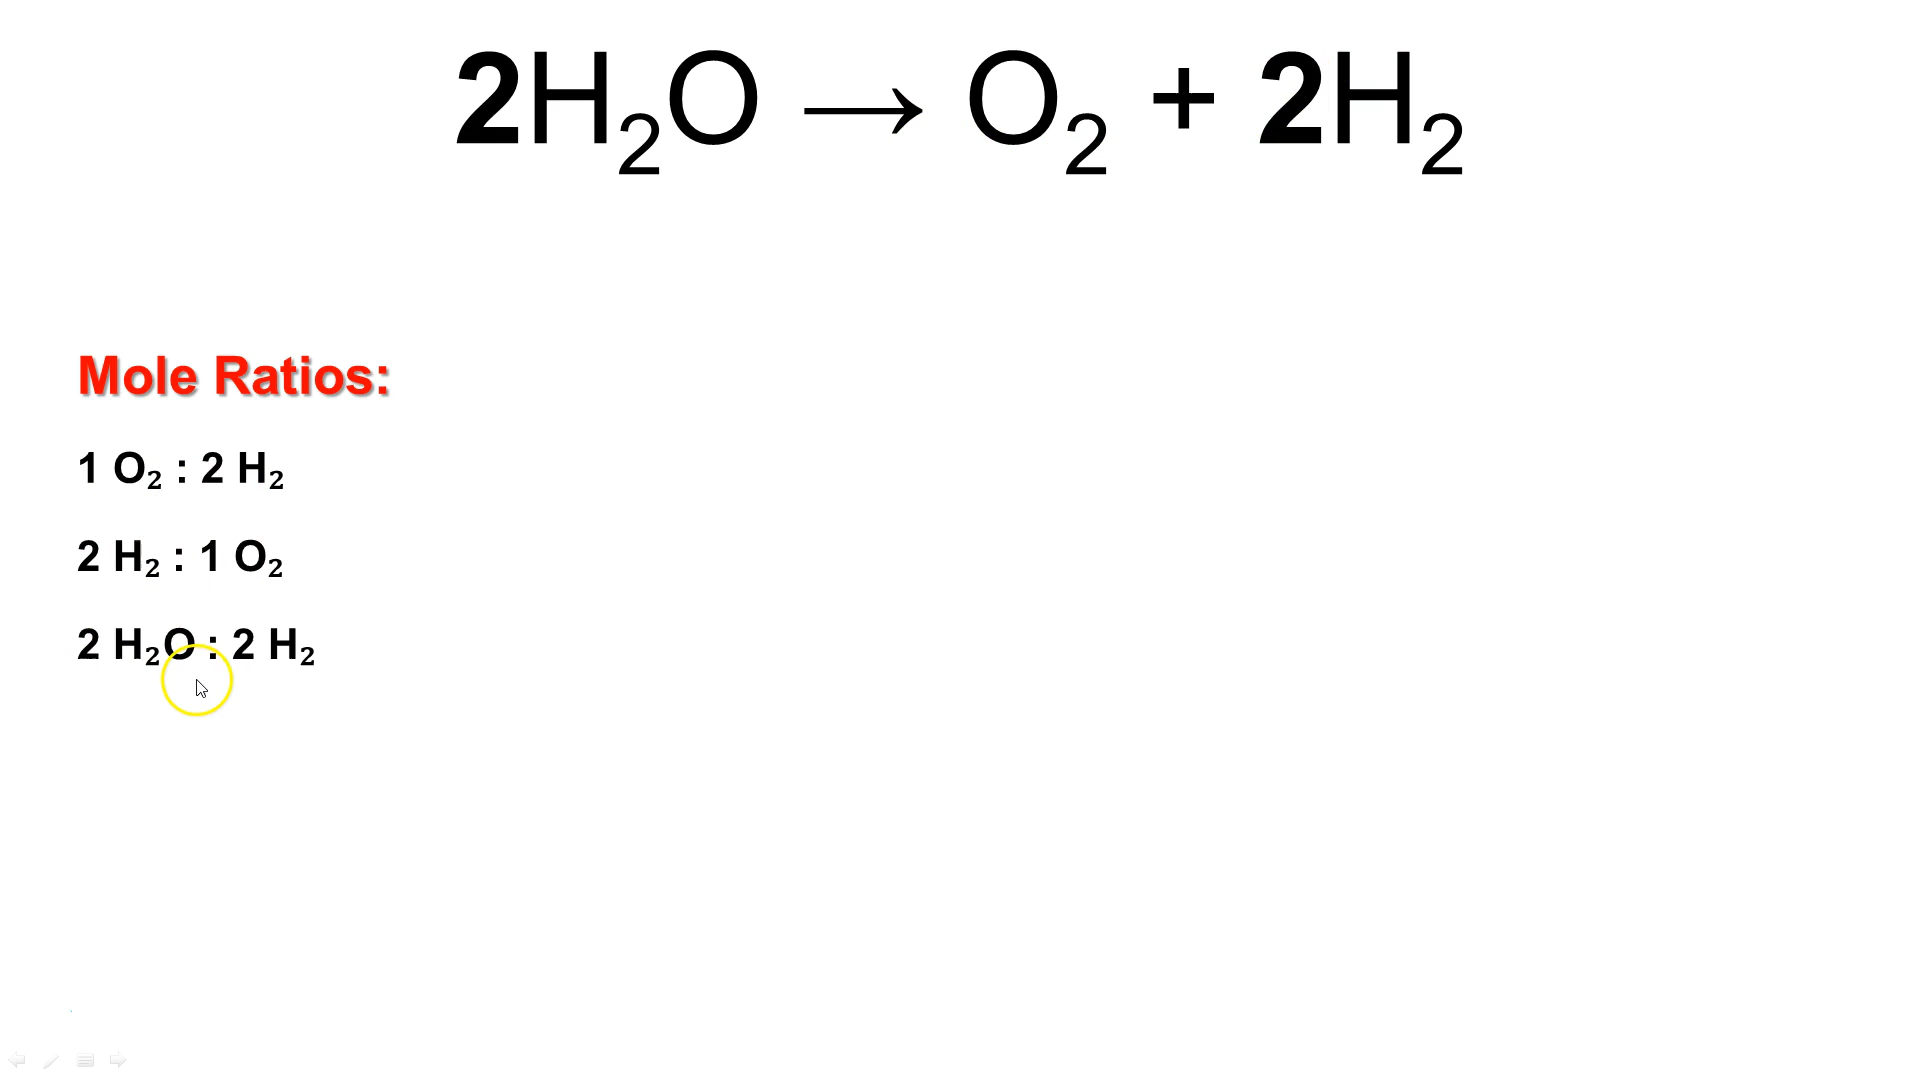 2H₂O → O₂ + 2H₂
Mole Ratios:
1 O₂ : 2 H₂
2 H₂ : 1 O₂
2 H₂O : 2 H₂